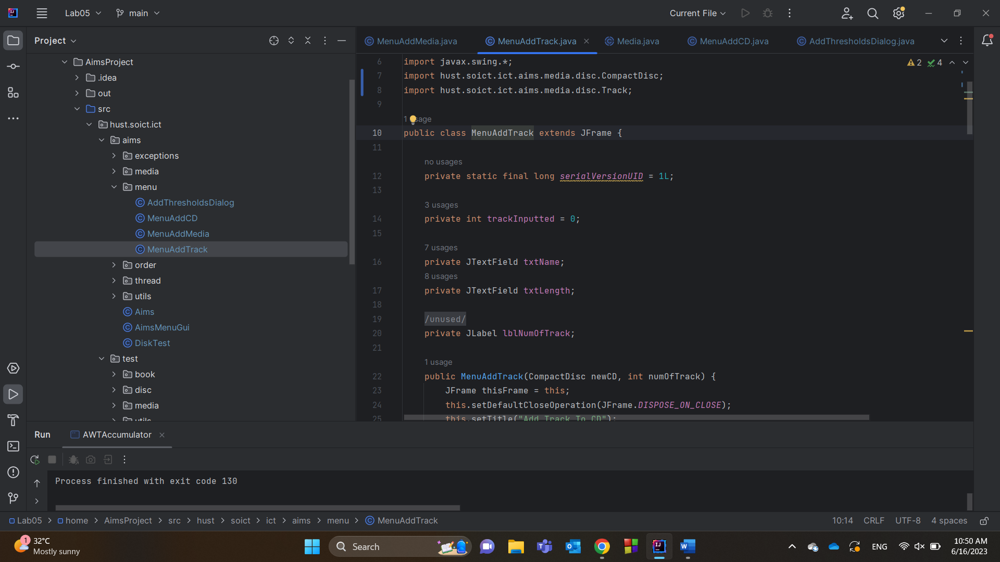 Lab05
main
Current File
Project
AimsProject
.idea
out
src
hust.soict.ict
aims
exceptions
media
menu
AddThresholdsDialog
MenuAddCD
MenuAddMedia
MenuAddTrack
order
thread
utils
Aims
AimsMenuGui
DiskTest
test
book
disc
media
utils
MenuAddMedia.java
MenuAddTrack.java
Media.java
MenuAddCD.java
AddThresholdsDialog.java
2 4
6 import javax.swing.*;
7 import hust.soict.ict.aims.media.disc.CompactDisc;
8 import hust.soict.ict.aims.media.disc.Track;
9
1 usage
10 public class MenuAddTrack extends JFrame {
11
no usages
12 private static final long serialVersionUID = 1L;
13
3 usages
14 private int trackInputted = 0;
15
7 usages
16 private JTextField txtName;
8 usages
17 private JTextField txtLength;
18
19 /unused/
20 private JLabel lblNumOfTrack;
21
1 usage
22 public MenuAddTrack(CompactDisc newCD, int numOfTrack) {
23 JFrame thisFrame = this;
24 this.setDefaultCloseOperation(JFrame.DISPOSE_ON_CLOSE);
25 this.setTitle("Add Track To CD");
Run
AWTAccumulator
Process finished with exit code 130
Lab05 > home > AimsProject > src > hust > soict > ict > aims > menu > MenuAddTrack
10:14 CRLF UTF-8 4 spaces
1
32°C
Mostly sunny
Search
ENG
10:50 AM
6/16/2023